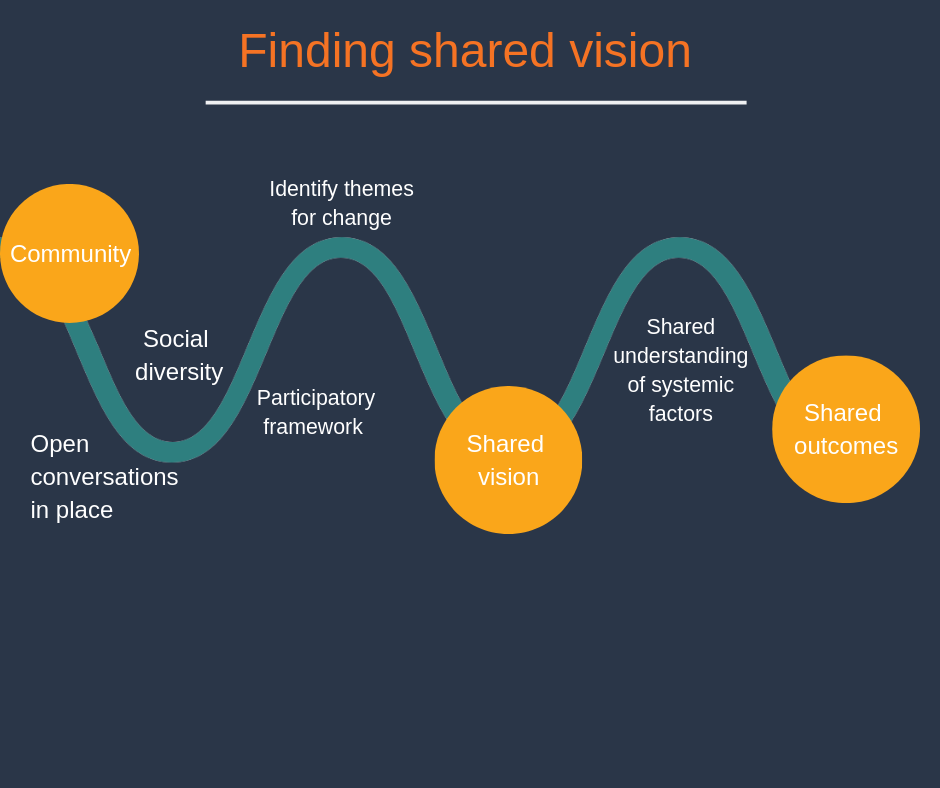 Finding shared vision
Community
Social
diversity
Open
conversations
in place
Identify themes
for change
Participatory
framework
Shared
vision
Shared
understanding
of systemic
factors
Shared
outcomes